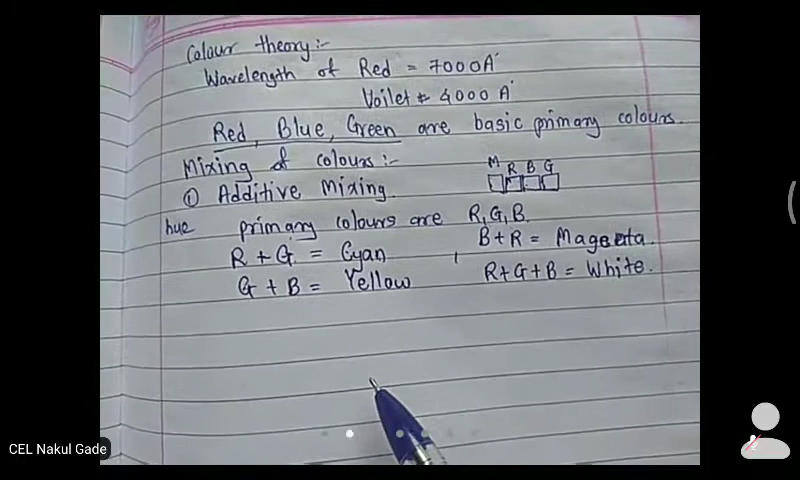 Colour theory:-
Wavelength of Red = 7000A°
Voilet = 4000 A°
Red, Blue, Green are basic primary colours.
Mixing of colours:-
M R B G
① Additive Mixing
hue primary colours are R,G,B.
R + G = Cyan , B+R = Magenta.
G + B = Yellow R+G+B = White.
CEL Nakul Gade